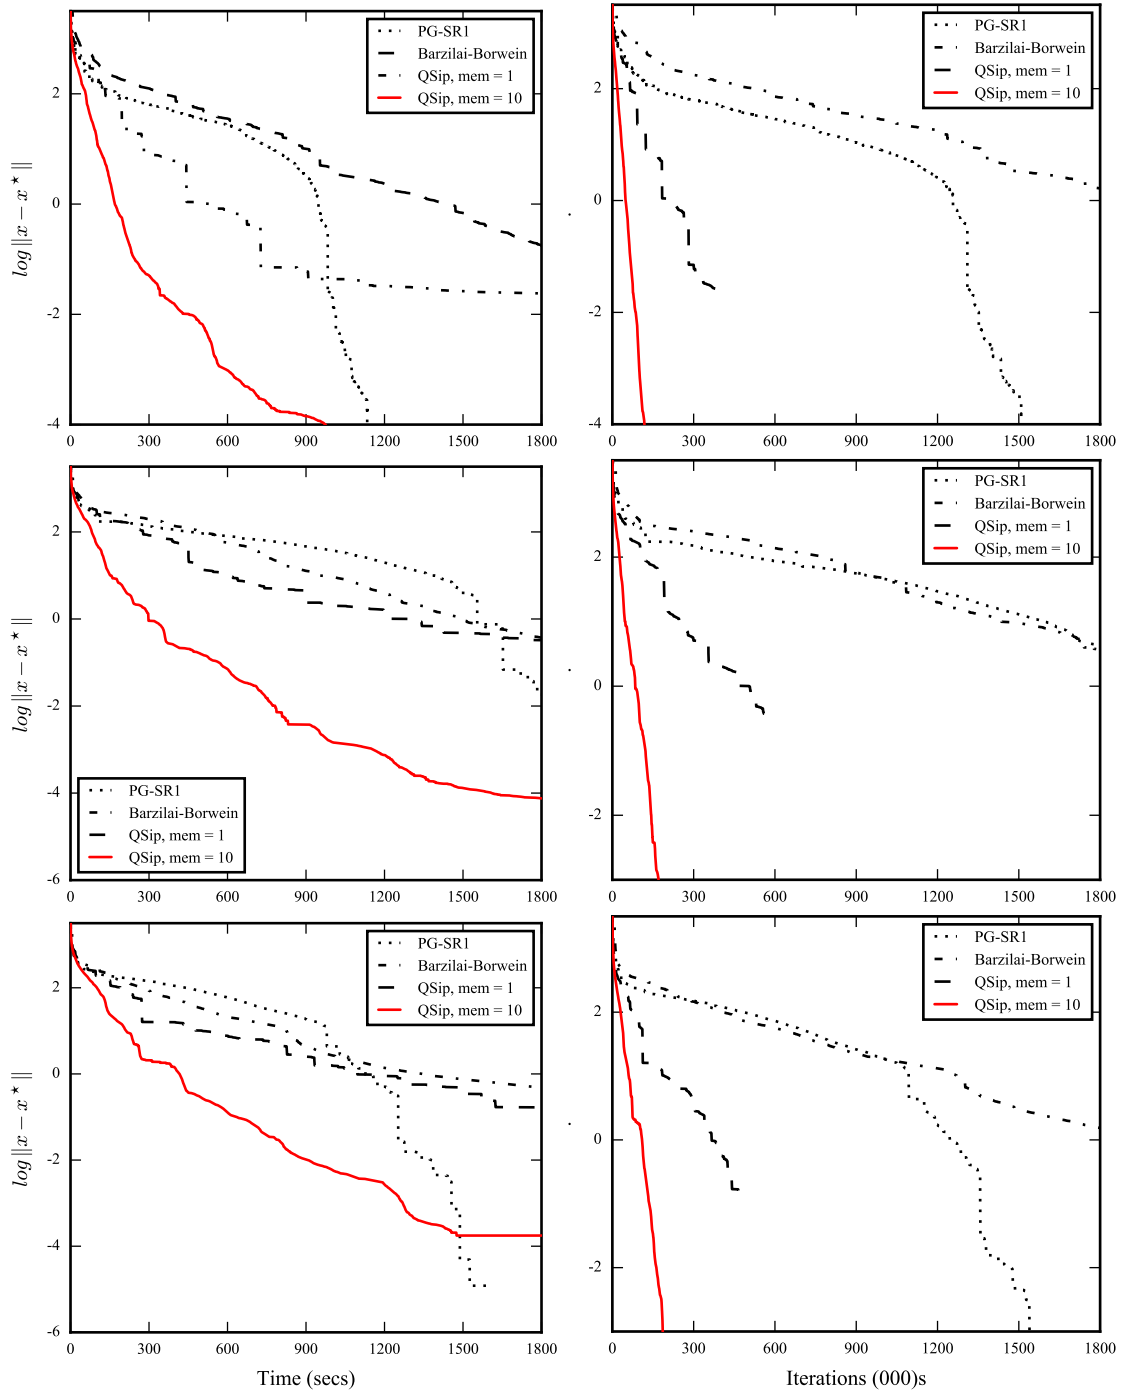 PG-SR1
Barzilai-Borwein
QSip, mem = 1
QSip, mem = 10
2
0
-2
-4
0 300 600 900 1200 1500 1800
log ||x − x★||
PG-SR1
Barzilai-Borwein
QSip, mem = 1
QSip, mem = 10
2
0
-2
-4
0 300 600 900 1200 1500 1800
PG-SR1
Barzilai-Borwein
QSip, mem = 1
QSip, mem = 10
2
0
-2
-4
-6
0 300 600 900 1200 1500 1800
log ||x − x★||
PG-SR1
Barzilai-Borwein
QSip, mem = 1
QSip, mem = 10
2
0
-2
0 300 600 900 1200 1500 1800
PG-SR1
Barzilai-Borwein
QSip, mem = 1
QSip, mem = 10
2
0
-2
-4
-6
0 300 600 900 1200 1500 1800
log ||x − x★||
Time (secs)
PG-SR1
Barzilai-Borwein
QSip, mem = 1
QSip, mem = 10
2
0
-2
0 300 600 900 1200 1500 1800
Iterations (000)s